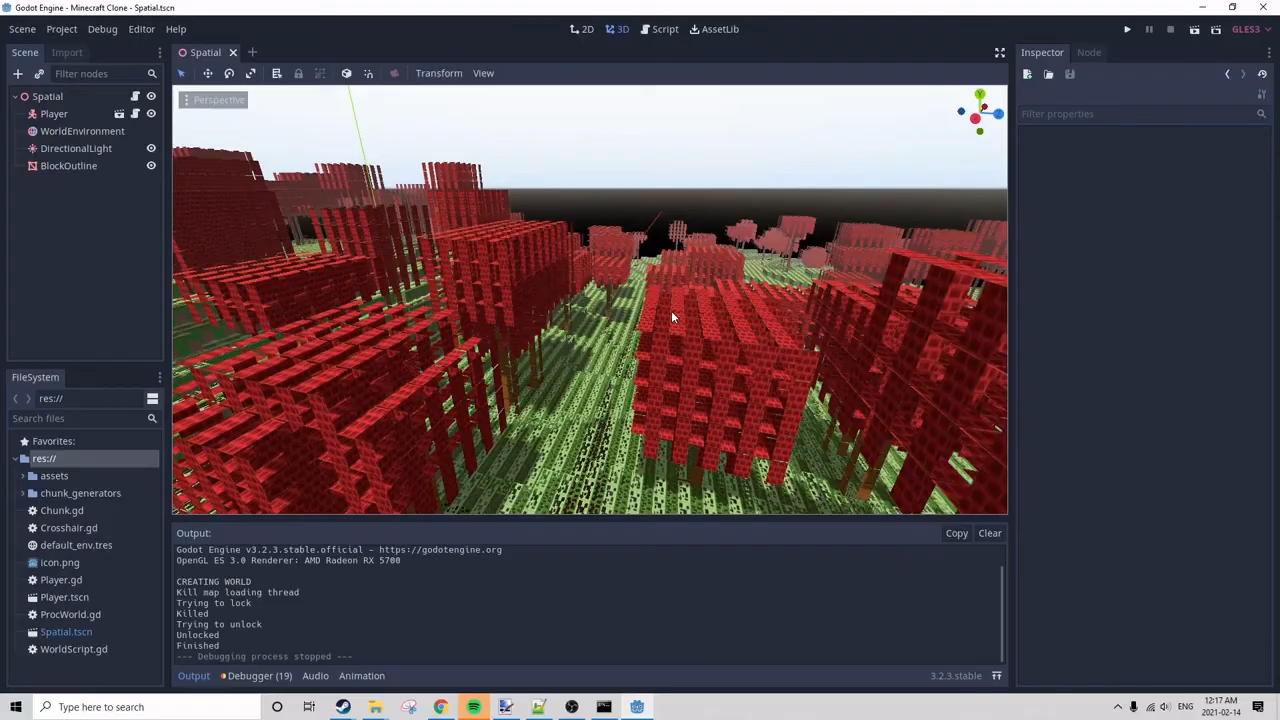 Godot Engine - Minecraft Clone - Spatial.tscn
Scene Project Debug Editor Help
2D 3D Script AssetLib
GLES3
Scene Import
Filter nodes
Spatial
Player
WorldEnvironment
DirectionalLight
BlockOutline
Spatial
Transform View
Perspective
Y
Z
Inspector Node
Filter properties
FileSystem
res://
Search files
Favorites:
res://
assets
chunk_generators
Chunk.gd
Crosshair.gd
default_env.tres
icon.png
Player.gd
Player.tscn
ProcWorld.gd
Spatial.tscn
WorldScript.gd
Output:
Copy Clear
Godot Engine v3.2.3.stable.official - https://godotengine.org
OpenGL ES 3.0 Renderer: AMD Radeon RX 5700
CREATING WORLD
Kill map loading thread
Trying to lock
Killed
Trying to unlock
Unlocked
Finished
--- Debugging process stopped ---
Output Debugger (19) Audio Animation
3.2.3.stable
Type here to search
ENG
12:17 AM
2021-02-14